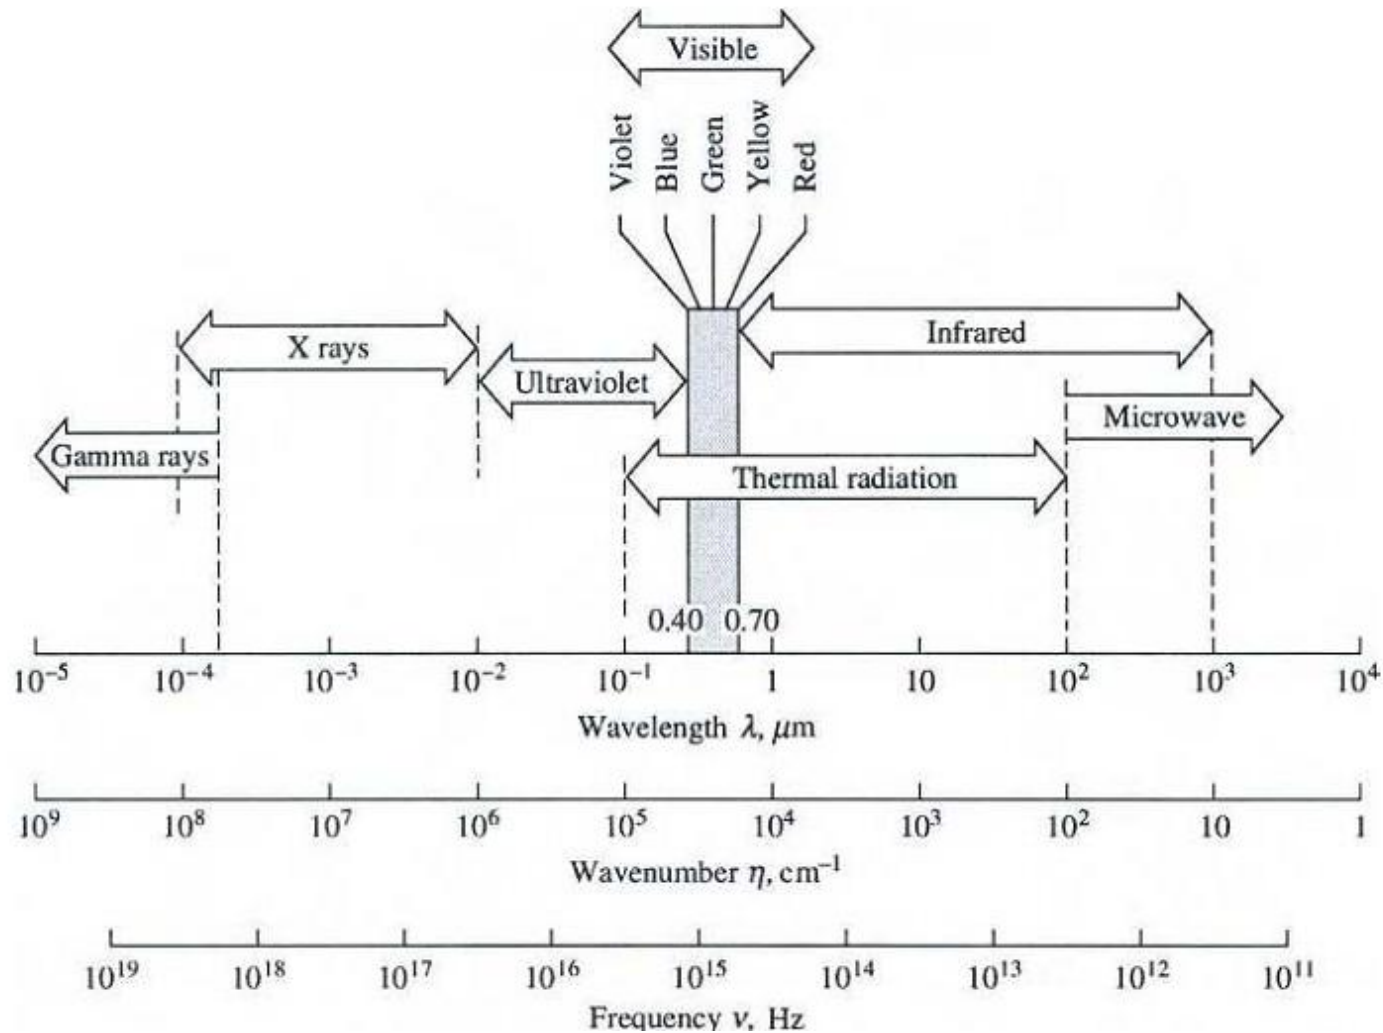 Visible
Violet
Blue
Green
Yellow
Red
X rays
Infrared
Ultraviolet
Microwave
Gamma rays
Thermal radiation
0.40 0.70
10⁻⁵ 10⁻⁴ 10⁻³ 10⁻² 10⁻¹ 1 10 10² 10³ 10⁴
Wavelength λ, μm
10⁹ 10⁸ 10⁷ 10⁶ 10⁵ 10⁴ 10³ 10² 10 1
Wavenumber η, cm⁻¹
10¹⁹ 10¹⁸ 10¹⁷ 10¹⁶ 10¹⁵ 10¹⁴ 10¹³ 10¹² 10¹¹
Frequency ν, Hz